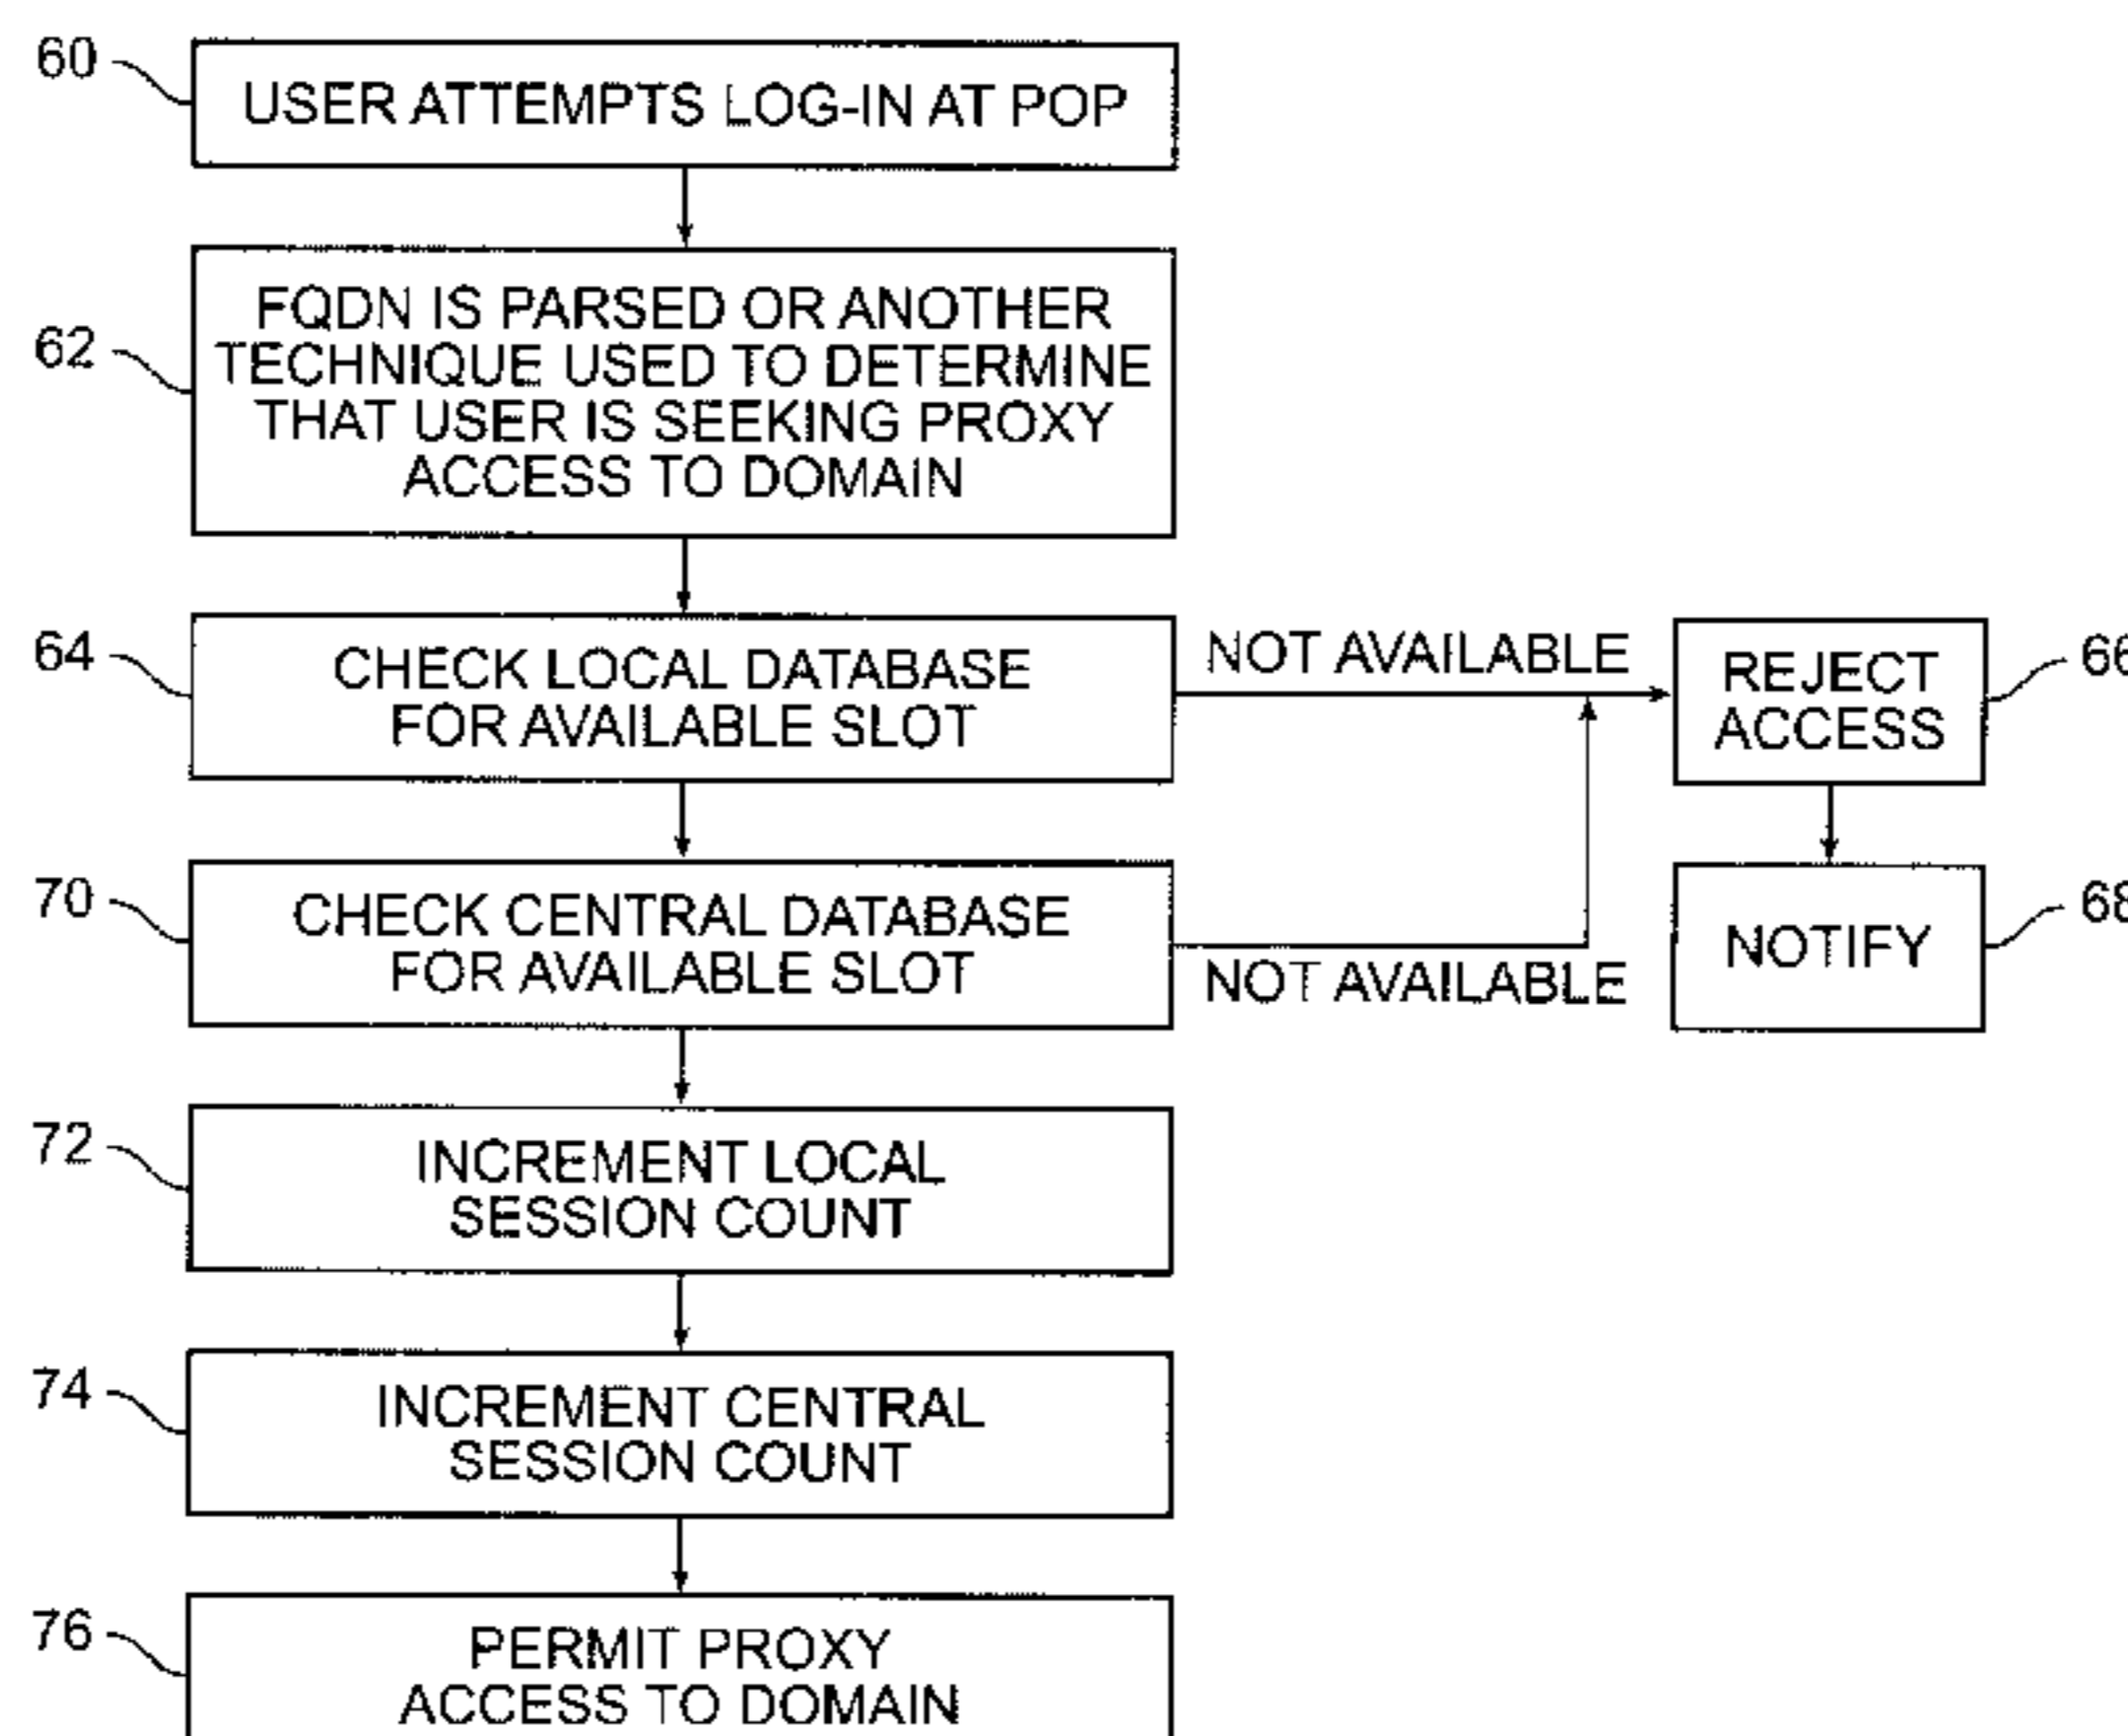 60
USER ATTEMPTS LOG-IN AT POP
62
FQDN IS PARSED OR ANOTHER
TECHNIQUE USED TO DETERMINE
THAT USER IS SEEKING PROXY
ACCESS TO DOMAIN
64
CHECK LOCAL DATABASE
FOR AVAILABLE SLOT
NOT AVAILABLE
REJECT
ACCESS
66
70
CHECK CENTRAL DATABASE
FOR AVAILABLE SLOT
NOT AVAILABLE
NOTIFY
68
72
INCREMENT LOCAL
SESSION COUNT
74
INCREMENT CENTRAL
SESSION COUNT
76
PERMIT PROXY
ACCESS TO DOMAIN